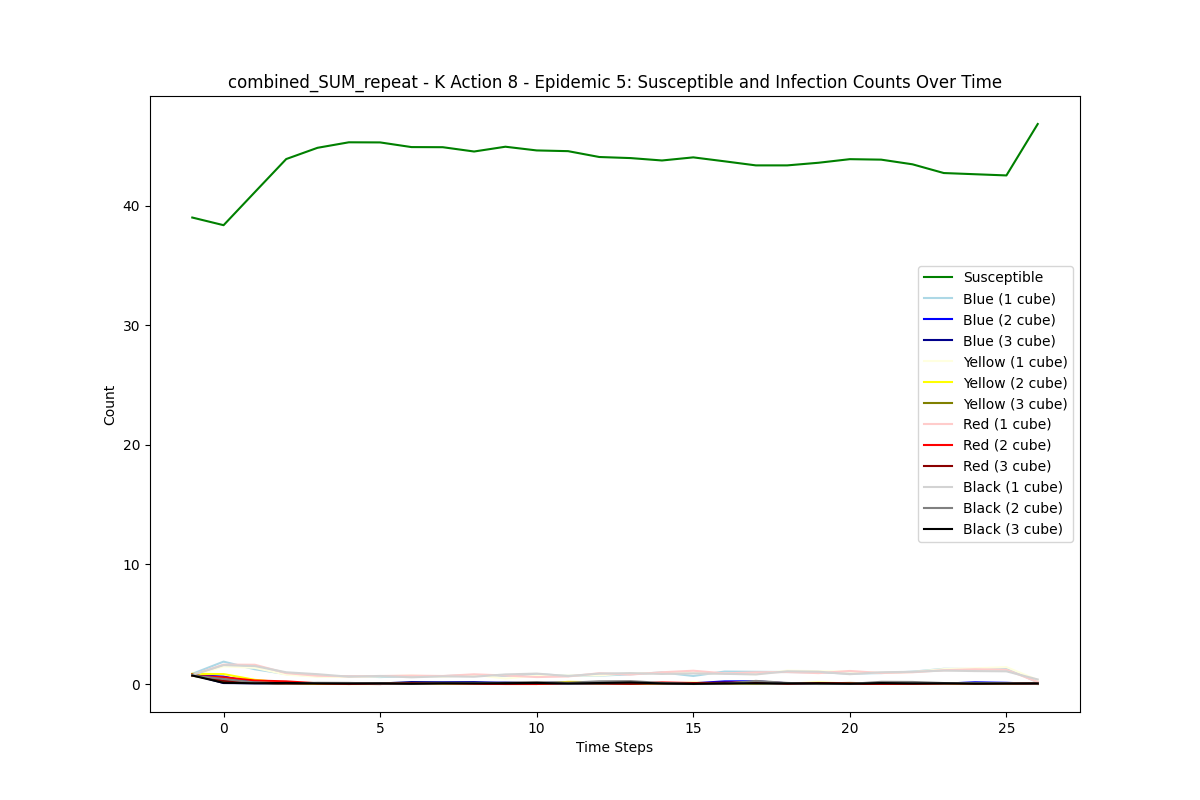 combined_SUM_repeat - K Action 8 - Epidemic 5: Susceptible and Infection Counts Over Time
Count
40
30
20
10
0
Susceptible
Blue (1 cube)
Blue (2 cube)
Blue (3 cube)
Yellow (1 cube)
Yellow (2 cube)
Yellow (3 cube)
Red (1 cube)
Red (2 cube)
Red (3 cube)
Black (1 cube)
Black (2 cube)
Black (3 cube)
0 5 10 15 20 25
Time Steps